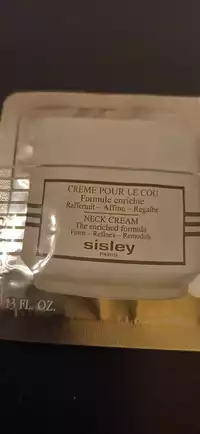 CREME POUR LE COU
Formule enrichie
Raffermit - Affine - Regalbe
NECK CREAM
The enriched formula
Firms - Refines - Remodels
sisley
PARIS
13 FL. OZ.